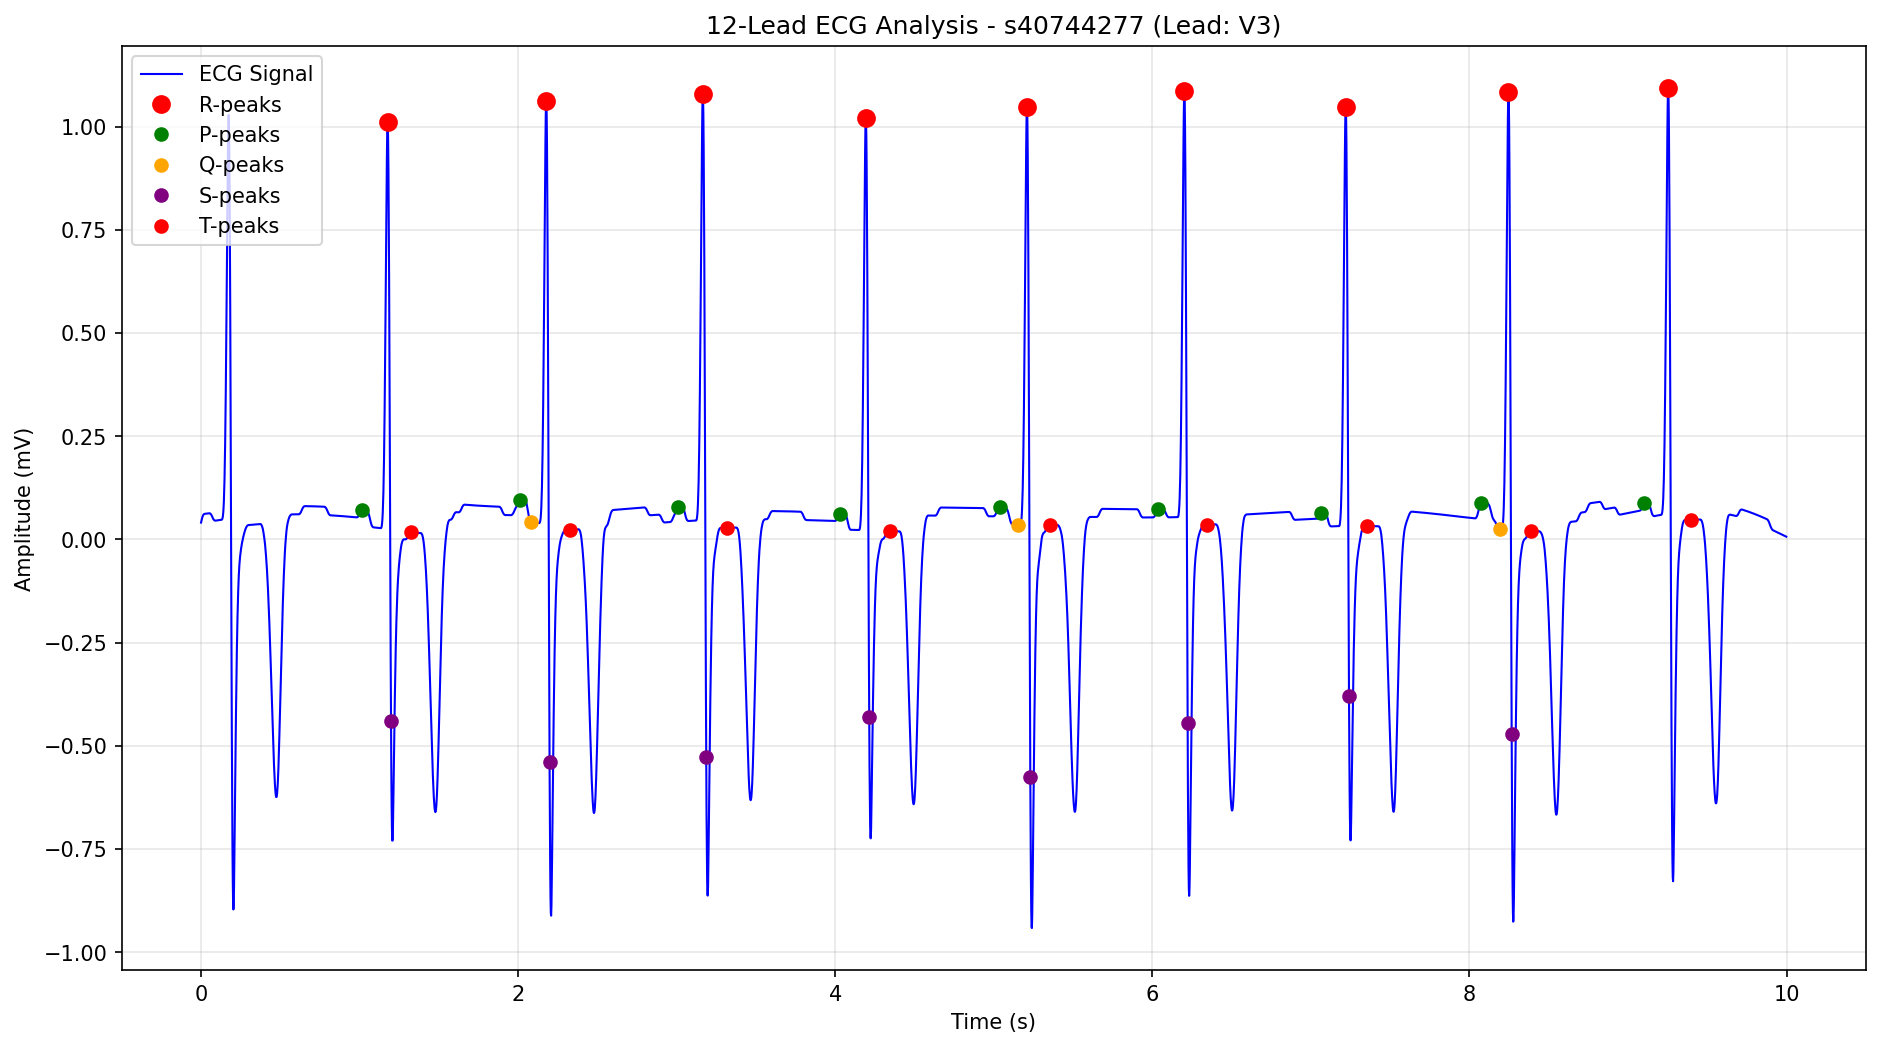 12-Lead ECG Analysis - s40744277 (Lead: V3)
ECG Signal
R-peaks
P-peaks
Q-peaks
S-peaks
T-peaks
Amplitude (mV)
1.00
0.75
0.50
0.25
0.00
−0.25
−0.50
−0.75
−1.00
0 2 4 6 8 10
Time (s)